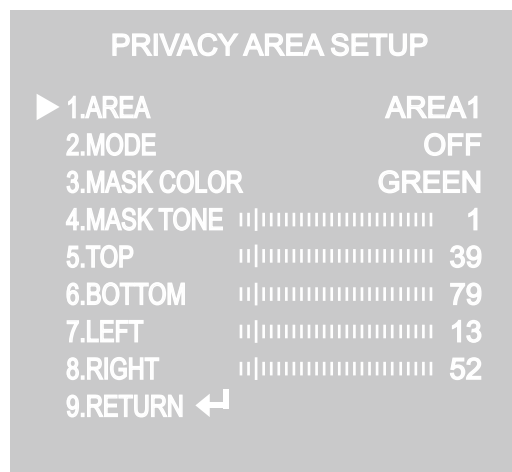 PRIVACY AREA SETUP
1.AREA AREA1
2.MODE OFF
3.MASK COLOR GREEN
4.MASK TONE 1
5.TOP 39
6.BOTTOM 79
7.LEFT 13
8.RIGHT 52
9.RETURN